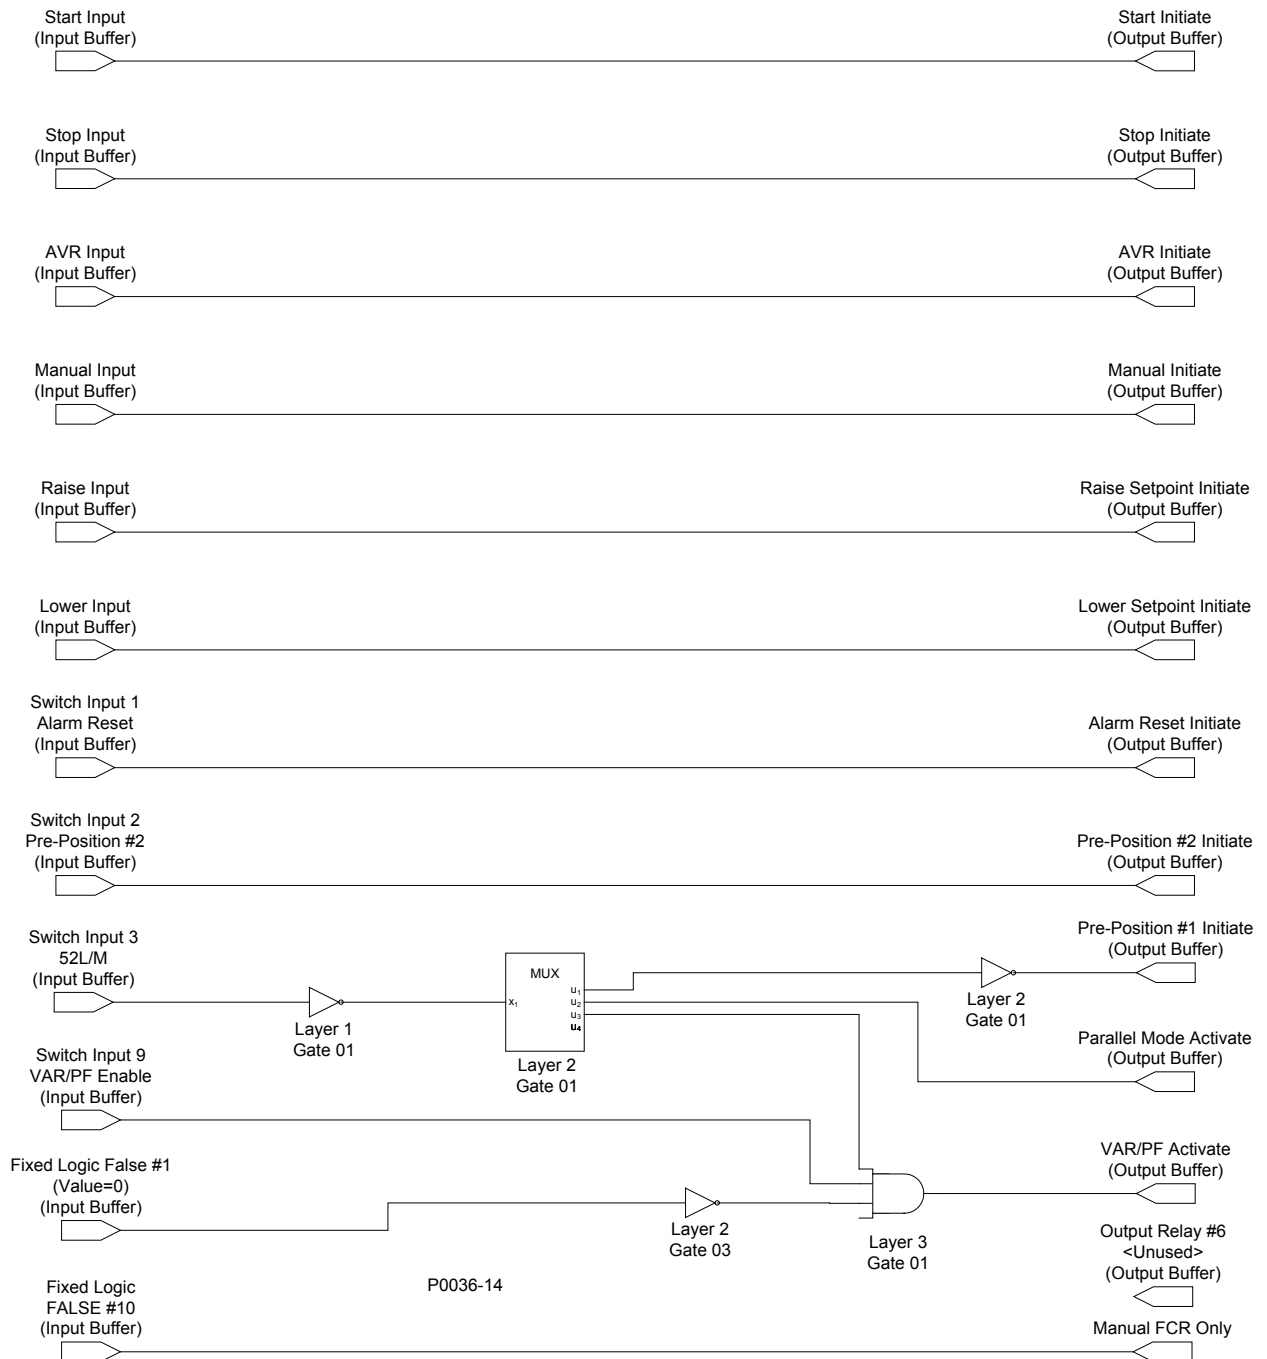 Start Input
(Input Buffer)
Start Initiate
(Output Buffer)
Stop Input
(Input Buffer)
Stop Initiate
(Output Buffer)
AVR Input
(Input Buffer)
AVR Initiate
(Output Buffer)
Manual Input
(Input Buffer)
Manual Initiate
(Output Buffer)
Raise Input
(Input Buffer)
Raise Setpoint Initiate
(Output Buffer)
Lower Input
(Input Buffer)
Lower Setpoint Initiate
(Output Buffer)
Switch Input 1
Alarm Reset
(Input Buffer)
Alarm Reset Initiate
(Output Buffer)
Switch Input 2
Pre-Position #2
(Input Buffer)
Pre-Position #2 Initiate
(Output Buffer)
Switch Input 3
52L/M
(Input Buffer)
Layer 1
Gate 01
MUX
x1
u1
u2
u3
u4
Layer 2
Gate 01
Layer 2
Gate 01
Pre-Position #1 Initiate
(Output Buffer)
Parallel Mode Activate
(Output Buffer)
Switch Input 9
VAR/PF Enable
(Input Buffer)
Fixed Logic False #1
(Value=0)
(Input Buffer)
Layer 2
Gate 03
Layer 3
Gate 01
VAR/PF Activate
(Output Buffer)
Output Relay #6
<Unused>
(Output Buffer)
P0036-14
Fixed Logic
FALSE #10
(Input Buffer)
Manual FCR Only